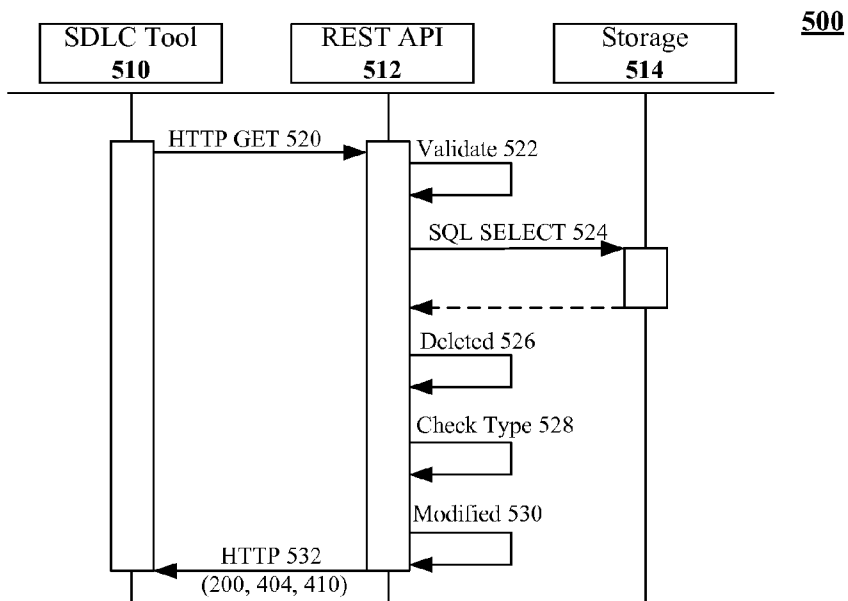 500
SDLC Tool
510
REST API
512
Storage
514
HTTP GET 520
Validate 522
SQL SELECT 524
Deleted 526
Check Type 528
Modified 530
HTTP 532
(200, 404, 410)